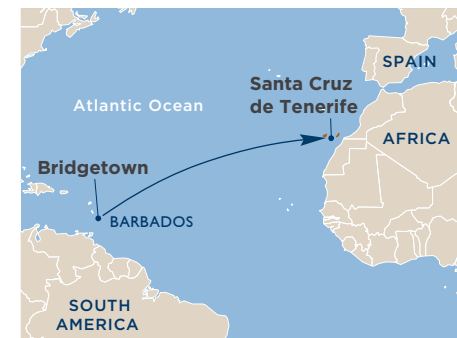 SPAIN
Santa Cruz
de Tenerife
Atlantic Ocean
AFRICA
Bridgetown
BARBADOS
SOUTH
AMERICA